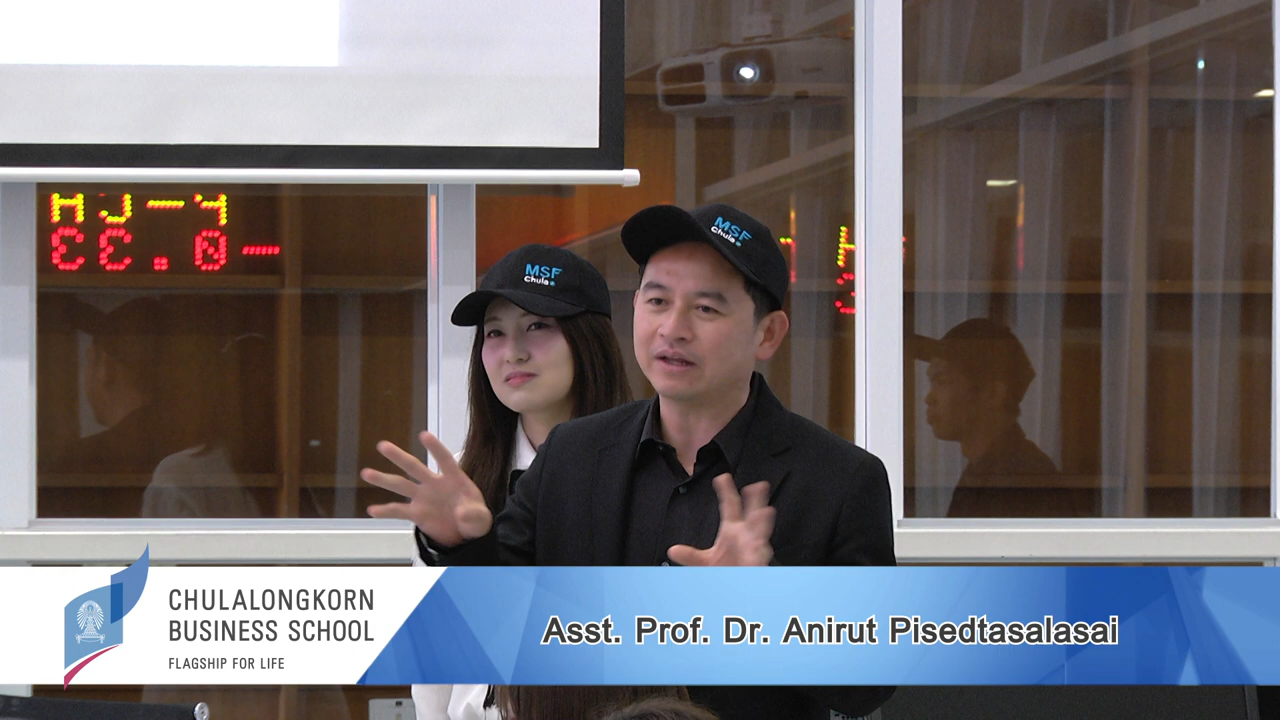 MSF
Chula
MSF
Chula
CHULALONGKORN
BUSINESS SCHOOL
FLAGSHIP FOR LIFE
Asst. Prof. Dr. Anirut Pisedtasalasai